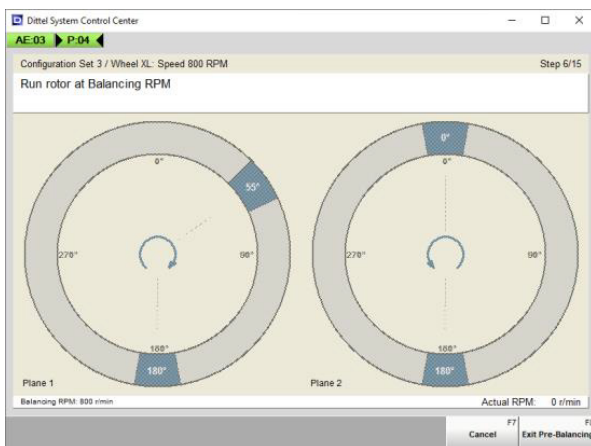 Dittel System Control Center
AE:03 P:04
Configuration Set 3 / Wheel XL: Speed 800 RPM Step 6/15
Run rotor at Balancing RPM
0°
55°
270° 90°
180°
180°
Plane 1
0°
0°
270° 90°
180°
180°
Plane 2
Balancing RPM: 800 r/min Actual RPM: 0 r/min
F7
Cancel Exit Pre-Balancing